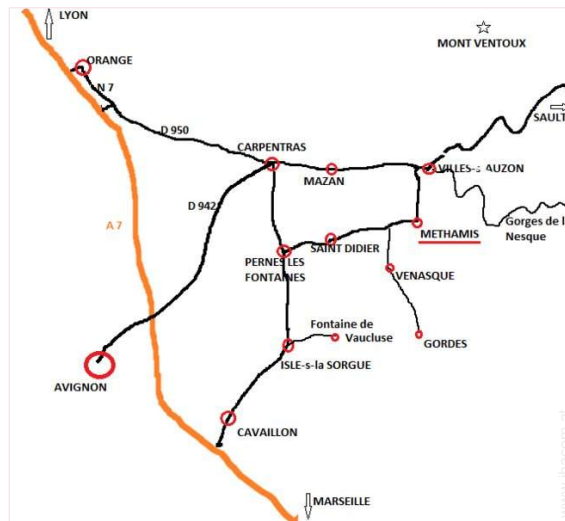 LYON
MONT VENTOUX
ORANGE
N 7
SAULT
D 950
CARPENTRAS
VILLES-s-AUZON
MAZAN
D 942
A 7
METHAMIS
Gorges de la
Nesque
SAINT DIDIER
PERNES LES
FONTAINES
VENASQUE
Fontaine de
Vaucluse
GORDES
ISLE-s-la SORGUE
AVIGNON
CAVAILLON
MARSEILLE